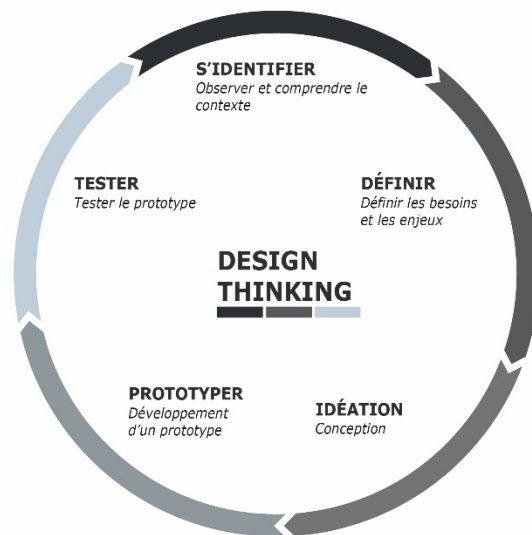 S'IDENTIFIER
Observer et comprendre le
contexte
DÉFINIR
Définir les besoins
et les enjeux
IDÉATION
Conception
PROTOTYPER
Développement
d'un prototype
TESTER
Tester le prototype
DESIGN
THINKING